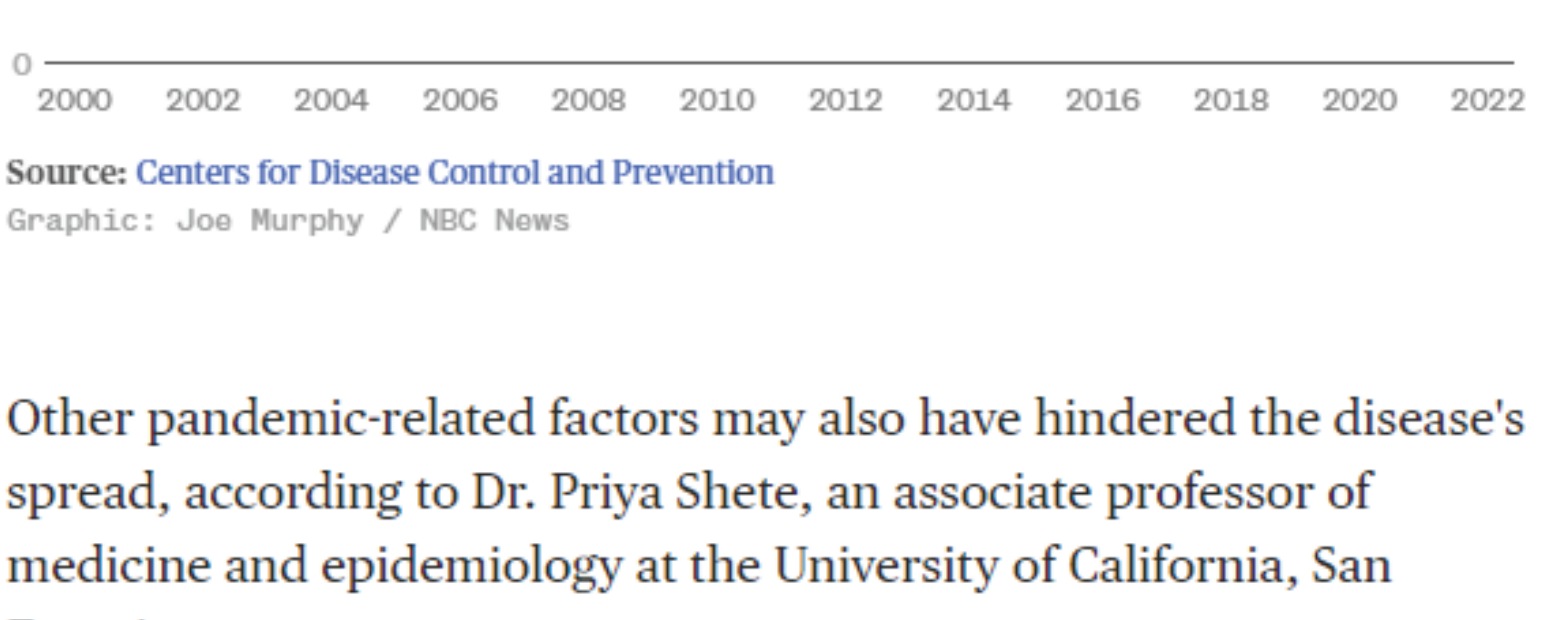 0
2000 2002 2004 2006 2008 2010 2012 2014 2016 2018 2020 2022
Source: Centers for Disease Control and Prevention
Graphic: Joe Murphy / NBC News
Other pandemic-related factors may also have hindered the disease's
spread, according to Dr. Priya Shete, an associate professor of
medicine and epidemiology at the University of California, San